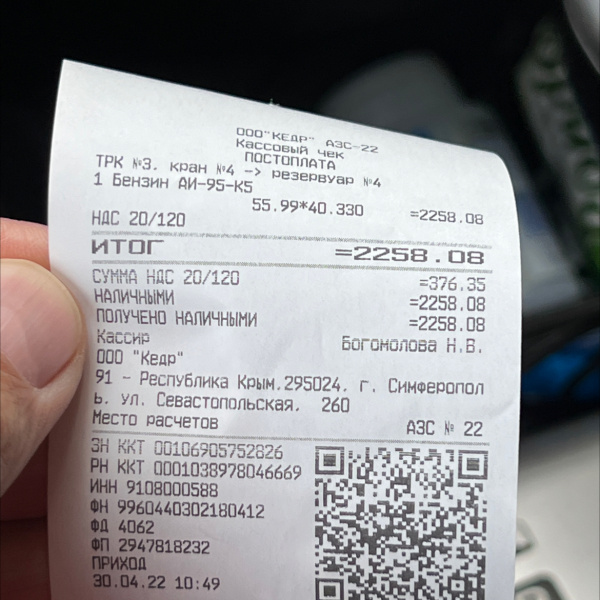 ООО"КЕДР" АЗС-22
Кассовый чек
ПОСТОПЛАТА
ТРК №3. кран №4 -> резервуар №4
1 Бензин АИ-95-К5
55.99*40.330 =2258.08
НДС 20/120
ИТОГ =2258.08
СУММА НДС 20/120 =376.35
НАЛИЧНЫМИ =2258.08
ПОЛУЧЕНО НАЛИЧНЫМИ =2258.08
Кассир Богомолова Н.В.
ООО "Кедр"
91 - Республика Крым.295024. г. Симферопол
ь. ул. Севастопольская. 260
Место расчетов АЗС № 22
ЗН ККТ 00106905752826
РН ККТ 0001038978046669
ИНН 9108000588
ФН 9960440302180412
ФД 4062
ФП 2947818232
ПРИХОД
30.04.22 10:49